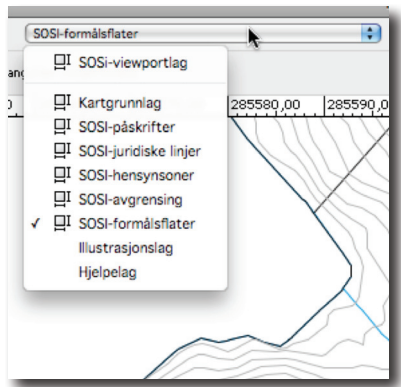 SOSI-formålsflater
SOSi-viewportlag
ang
Kartgrunnlag
285580,00
285590,0
SOSI-påskrifter
SOSI-juridiske linjer
SOSI-hensynsoner
SOSI-avgrensing
✓ SOSI-formålsflater
Illustrasjonslag
Hjelpelag